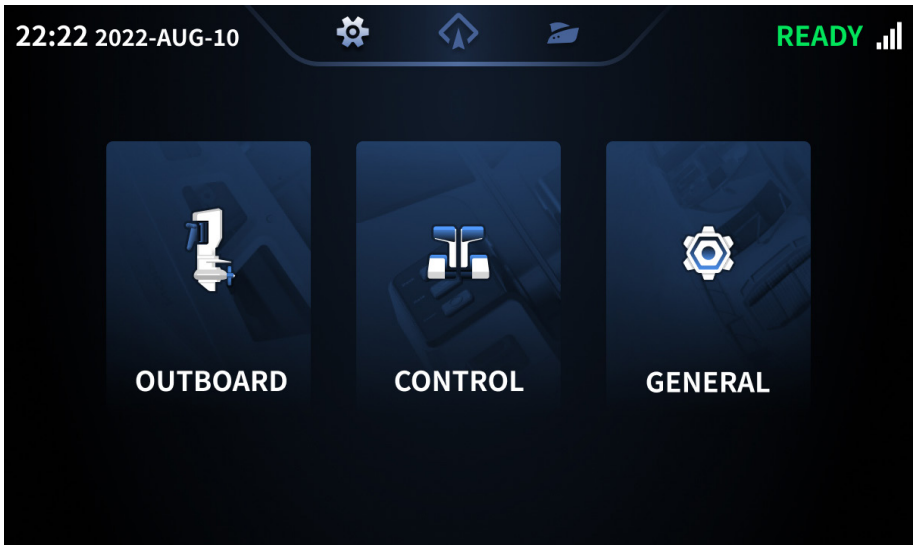 22:22 2022-AUG-10
READY
OUTBOARD
CONTROL
GENERAL